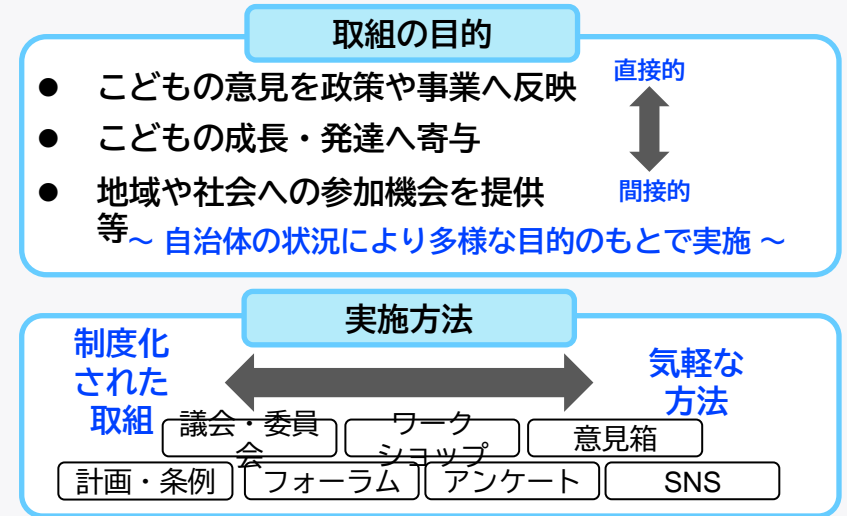 取組の目的
● こどもの意見を政策や事業へ反映
● こどもの成長・発達へ寄与
● 地域や社会への参加機会を提供
等
直接的
間接的
～ 自治体の状況により多様な目的のもとで実施 ～
実施方法
制度化
された
取組
気軽な
方法
議会・委員
会
ワーク
ショップ
意見箱
計画・条例
フォーラム
アンケート
SNS